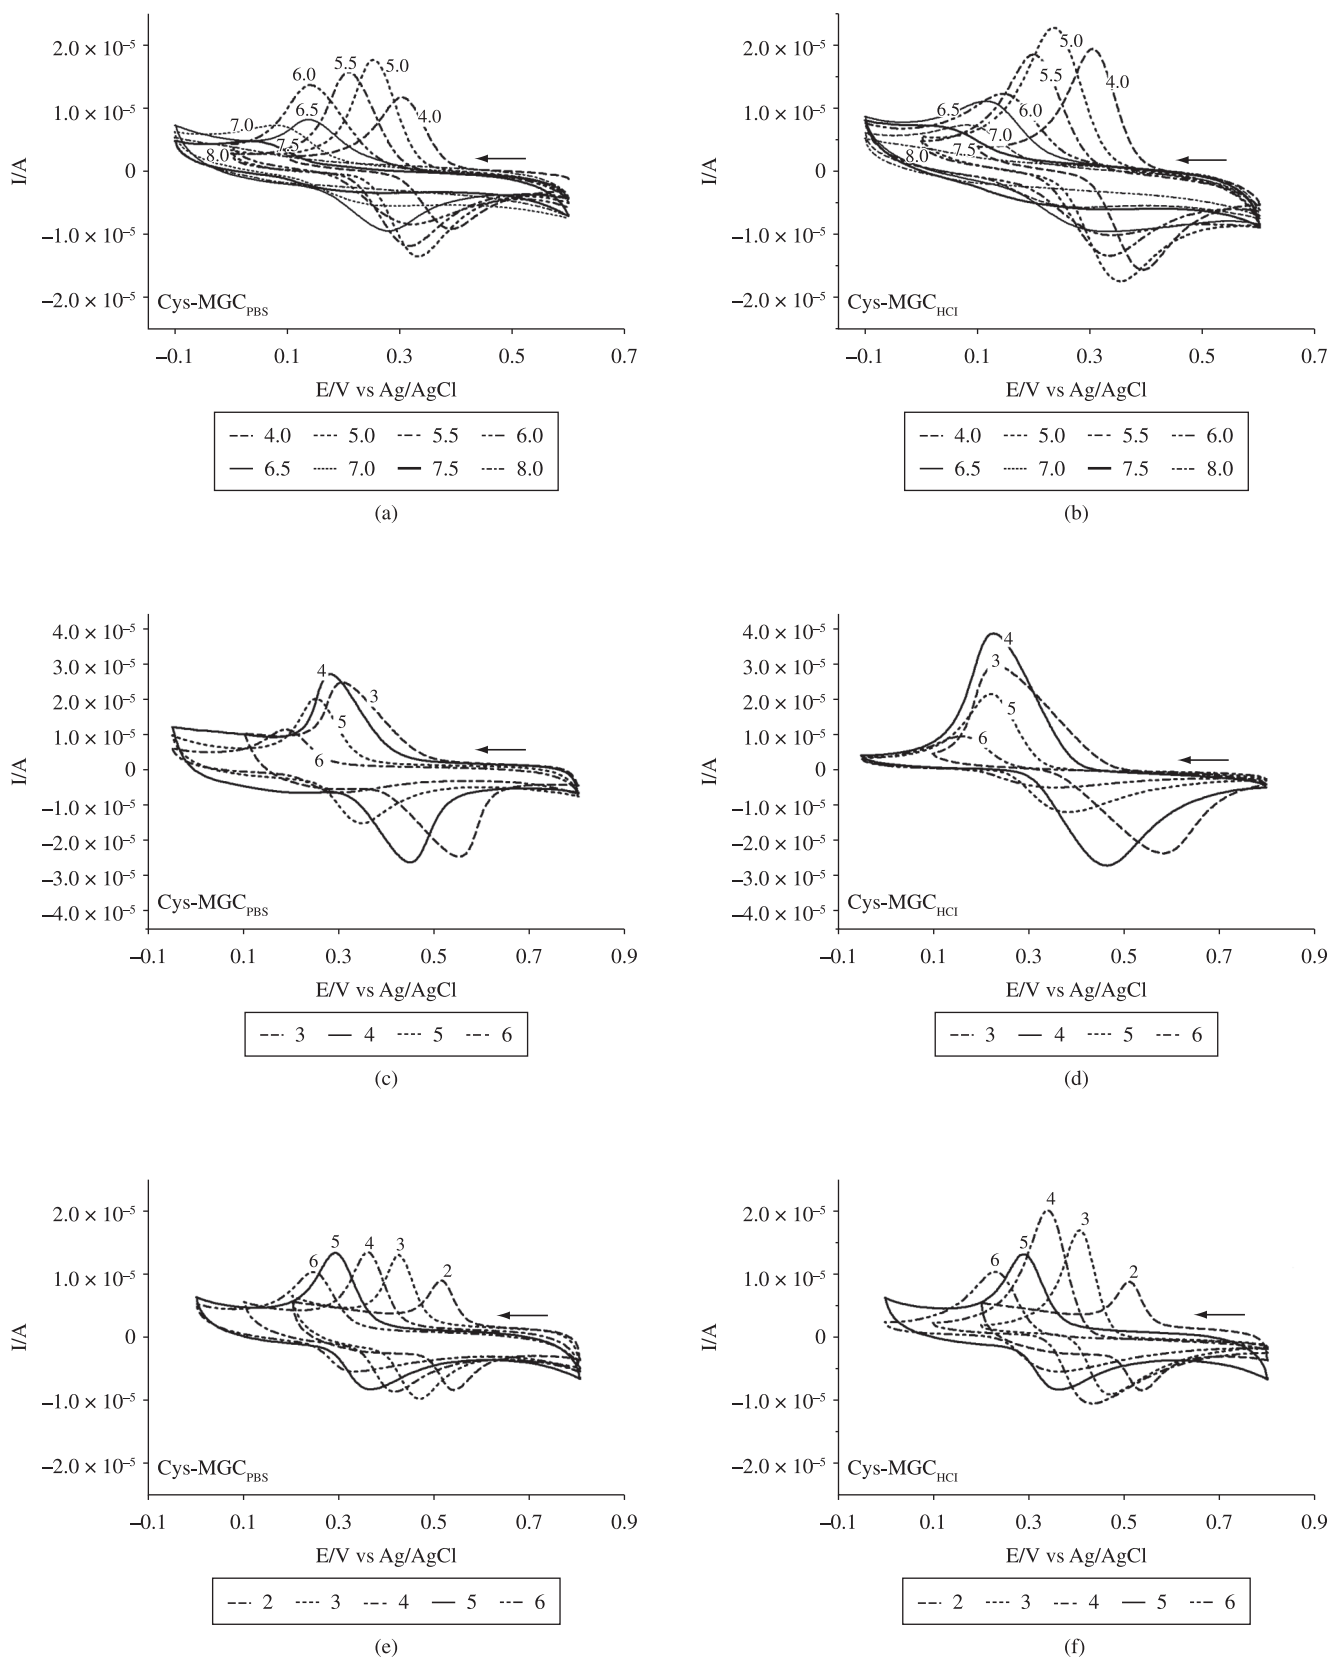 2.0 × 10⁻⁵
1.0 × 10⁻⁵
0
−1.0 × 10⁻⁵
−2.0 × 10⁻⁵
I/A
6.0
5.5
5.0
4.0
6.5
7.0
7.5
8.0
Cys-MGC_PBS
−0.1 0.1 0.3 0.5 0.7
E/V vs Ag/AgCl
4.0 5.0 5.5 6.0
6.5 7.0 7.5 8.0
(a)
2.0 × 10⁻⁵
1.0 × 10⁻⁵
0
−1.0 × 10⁻⁵
−2.0 × 10⁻⁵
I/A
5.0
5.5
4.0
6.5
6.0
7.0
7.5
8.0
Cys-MGC_HCl
−0.1 0.1 0.3 0.5 0.7
E/V vs Ag/AgCl
4.0 5.0 5.5 6.0
6.5 7.0 7.5 8.0
(b)
4.0 × 10⁻⁵
3.0 × 10⁻⁵
2.0 × 10⁻⁵
1.0 × 10⁻⁵
0
−1.0 × 10⁻⁵
−2.0 × 10⁻⁵
−3.0 × 10⁻⁵
−4.0 × 10⁻⁵
I/A
4
3
5
6
Cys-MGC_PBS
−0.1 0.1 0.3 0.5 0.7 0.9
E/V vs Ag/AgCl
3 4 5 6
(c)
4.0 × 10⁻⁵
3.0 × 10⁻⁵
2.0 × 10⁻⁵
1.0 × 10⁻⁵
0
−1.0 × 10⁻⁵
−2.0 × 10⁻⁵
−3.0 × 10⁻⁵
−4.0 × 10⁻⁵
I/A
4
3
5
6
Cys-MGC_HCl
−0.1 0.1 0.3 0.5 0.7 0.9
E/V vs Ag/AgCl
3 4 5 6
(d)
2.0 × 10⁻⁵
1.0 × 10⁻⁵
0
−1.0 × 10⁻⁵
−2.0 × 10⁻⁵
I/A
6
5
4
3
2
Cys-MGC_PBS
−0.1 0.1 0.3 0.5 0.7 0.9
E/V vs Ag/AgCl
2 3 4 5 6
(e)
2.0 × 10⁻⁵
1.0 × 10⁻⁵
0
−1.0 × 10⁻⁵
−2.0 × 10⁻⁵
I/A
4
3
5
6
2
Cys-MGC_HCl
−0.1 0.1 0.3 0.5 0.7 0.9
E/V vs Ag/AgCl
2 3 4 5 6
(f)